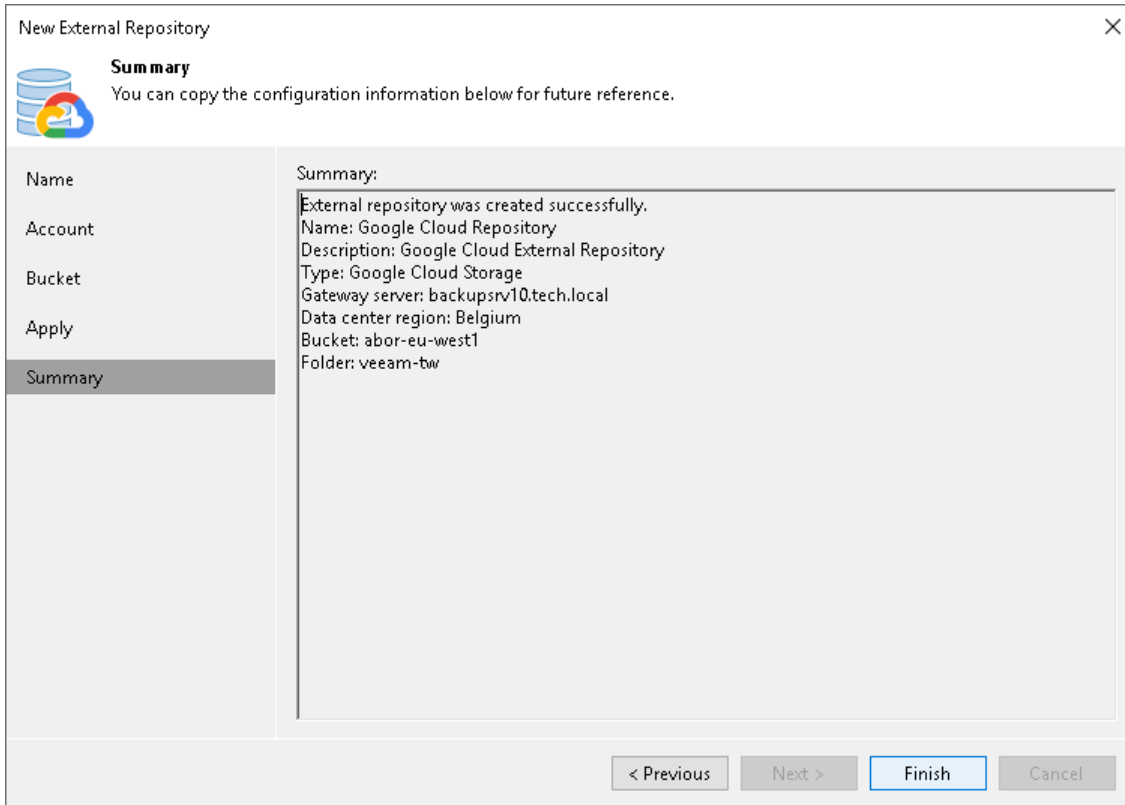 New External Repository
Summary
You can copy the configuration information below for future reference.
Name
Account
Bucket
Apply
Summary
Summary:
External repository was created successfully.
Name: Google Cloud Repository
Description: Google Cloud External Repository
Type: Google Cloud Storage
Gateway server: backupsrv10.tech.local
Data center region: Belgium
Bucket: abor-eu-west1
Folder: veeam-tw
< Previous
Next >
Finish
Cancel